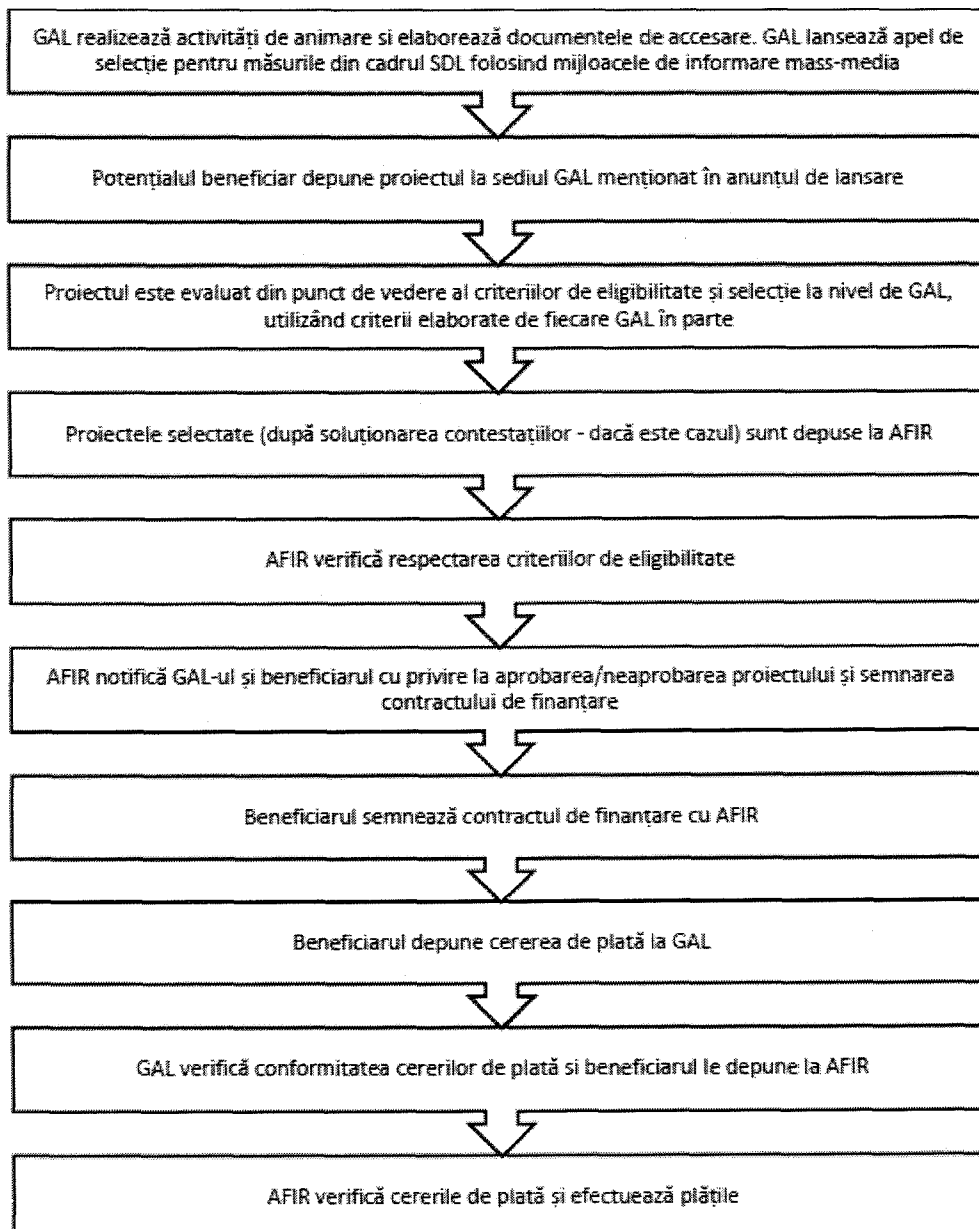 GAL realizează activități de animare si elaborează documentele de accesare. GAL lansează apel de
selecție pentru măsurile din cadrul SDL folosind mijloacele de informare mass-media
Potențialul beneficiar depune proiectul la sediul GAL menționat în anunțul de lansare
Proiectul este evaluat din punct de vedere al criteriilor de eligibilitate și selecție la nivel de GAL,
utilizând criterii elaborate de fiecare GAL în parte
Proiectele selectate (după soluționarea contestațiilor - dacă este cazul) sunt depuse la AFIR
AFIR verifică respectarea criteriilor de eligibilitate
AFIR notifică GAL-ul și beneficiarul cu privire la aprobarea/neaprobarea proiectului și semnarea
contractului de finanțare
Beneficiarul semnează contractul de finanțare cu AFIR
Beneficiarul depune cererea de plată la GAL
GAL verifică conformitatea cererilor de plată si beneficiarul le depune la AFIR
AFIR verifică cererile de plată și efectuează plățile